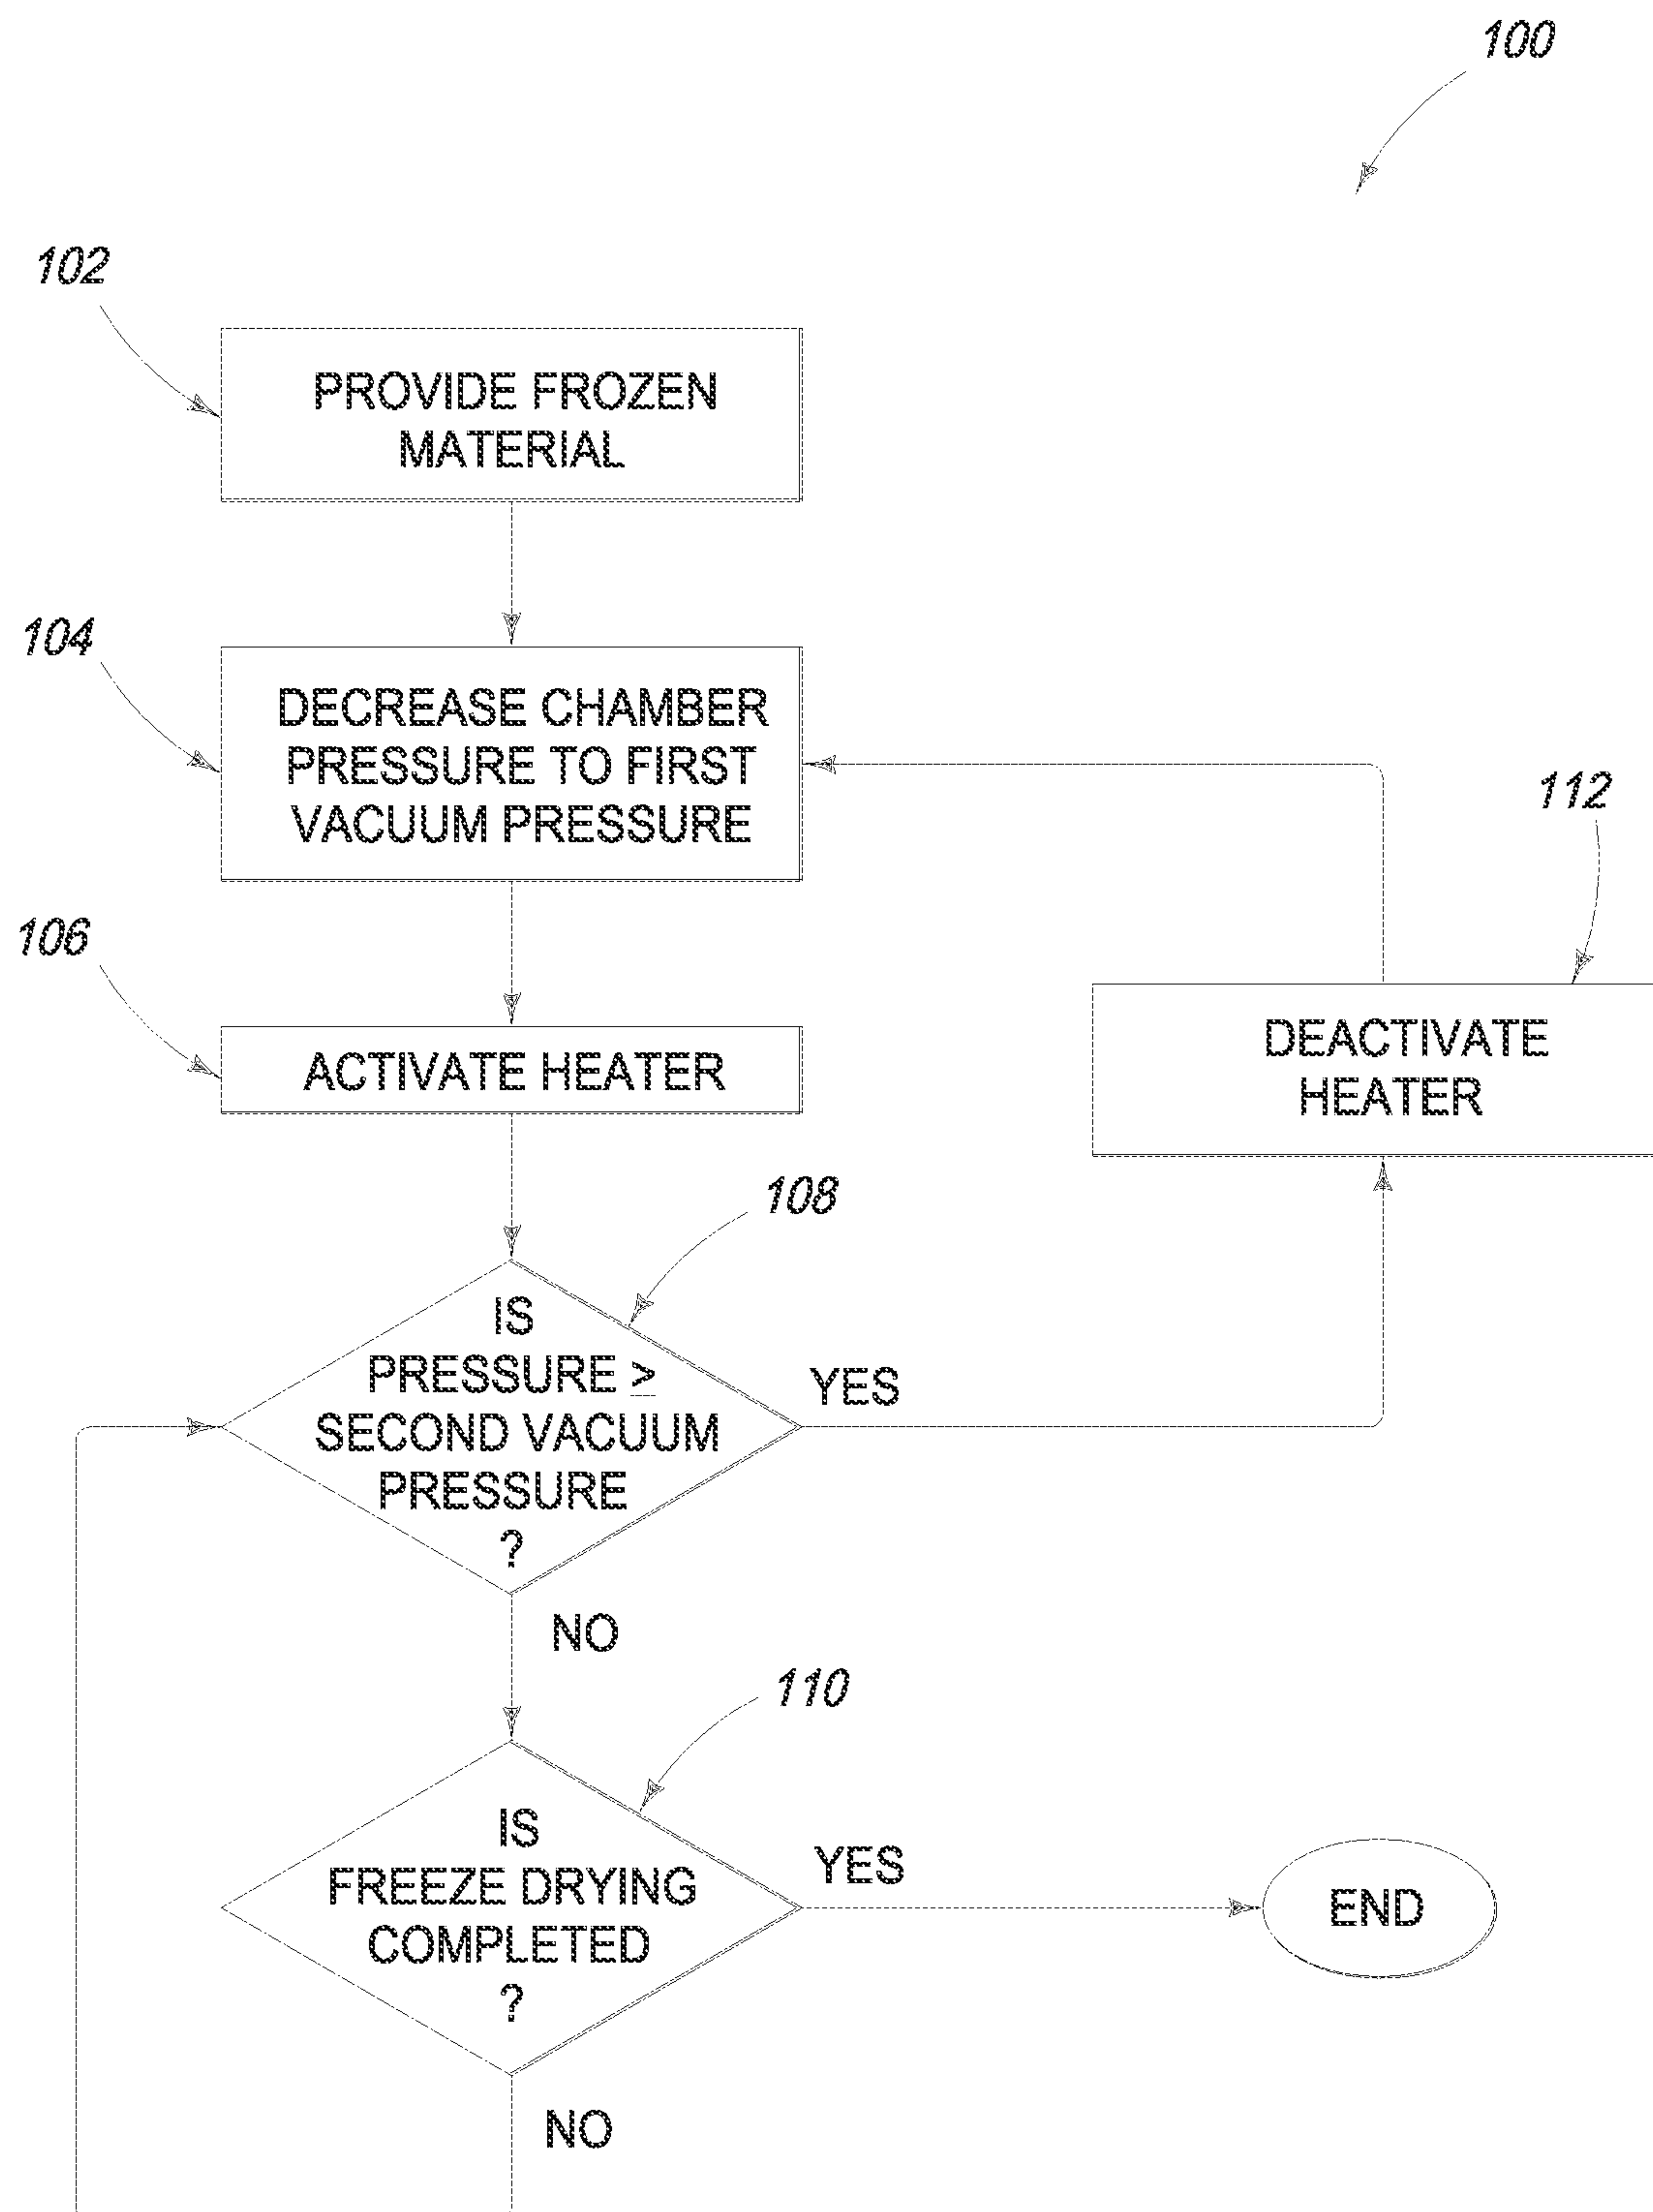 100
102
PROVIDE FROZEN
MATERIAL
104
DECREASE CHAMBER
PRESSURE TO FIRST
VACUUM PRESSURE
112
106
ACTIVATE HEATER
DEACTIVATE
HEATER
108
IS
PRESSURE ≥
SECOND VACUUM
PRESSURE
?
YES
NO
110
IS
FREEZE DRYING
COMPLETED
?
YES
END
NO